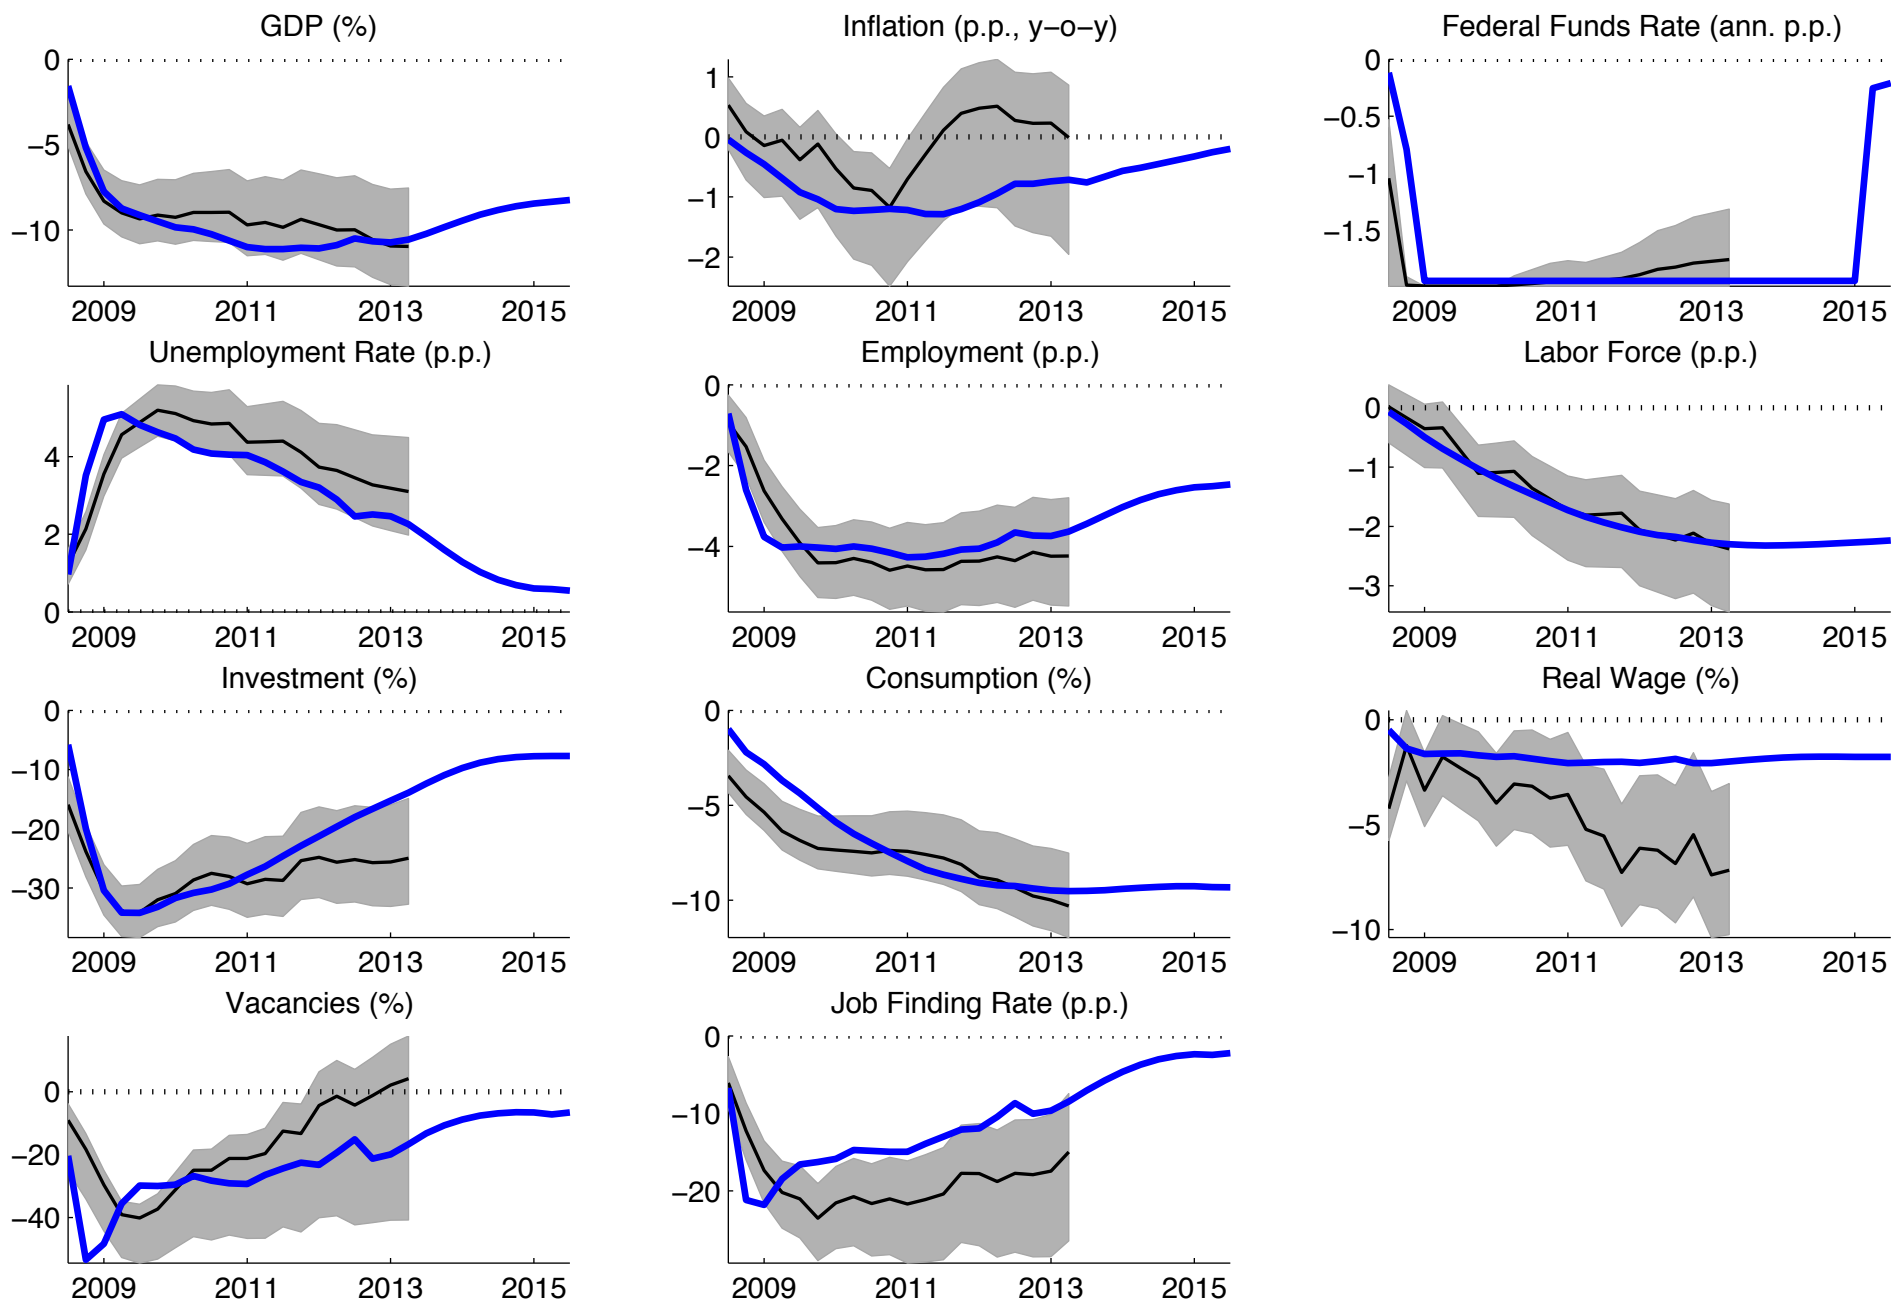 GDP (%)
0
−5
−10
2009 2011 2013 2015
Inflation (p.p., y−o−y)
1
0
−1
−2
2009 2011 2013 2015
Federal Funds Rate (ann. p.p.)
0
−0.5
−1
−1.5
2009 2011 2013 2015
Unemployment Rate (p.p.)
4
2
0
2009 2011 2013 2015
Employment (p.p.)
0
−2
−4
2009 2011 2013 2015
Labor Force (p.p.)
0
−1
−2
−3
2009 2011 2013 2015
Investment (%)
0
−10
−20
−30
2009 2011 2013 2015
Consumption (%)
0
−5
−10
2009 2011 2013 2015
Real Wage (%)
0
−5
−10
2009 2011 2013 2015
Vacancies (%)
0
−20
−40
2009 2011 2013 2015
Job Finding Rate (p.p.)
0
−10
−20
2009 2011 2013 2015